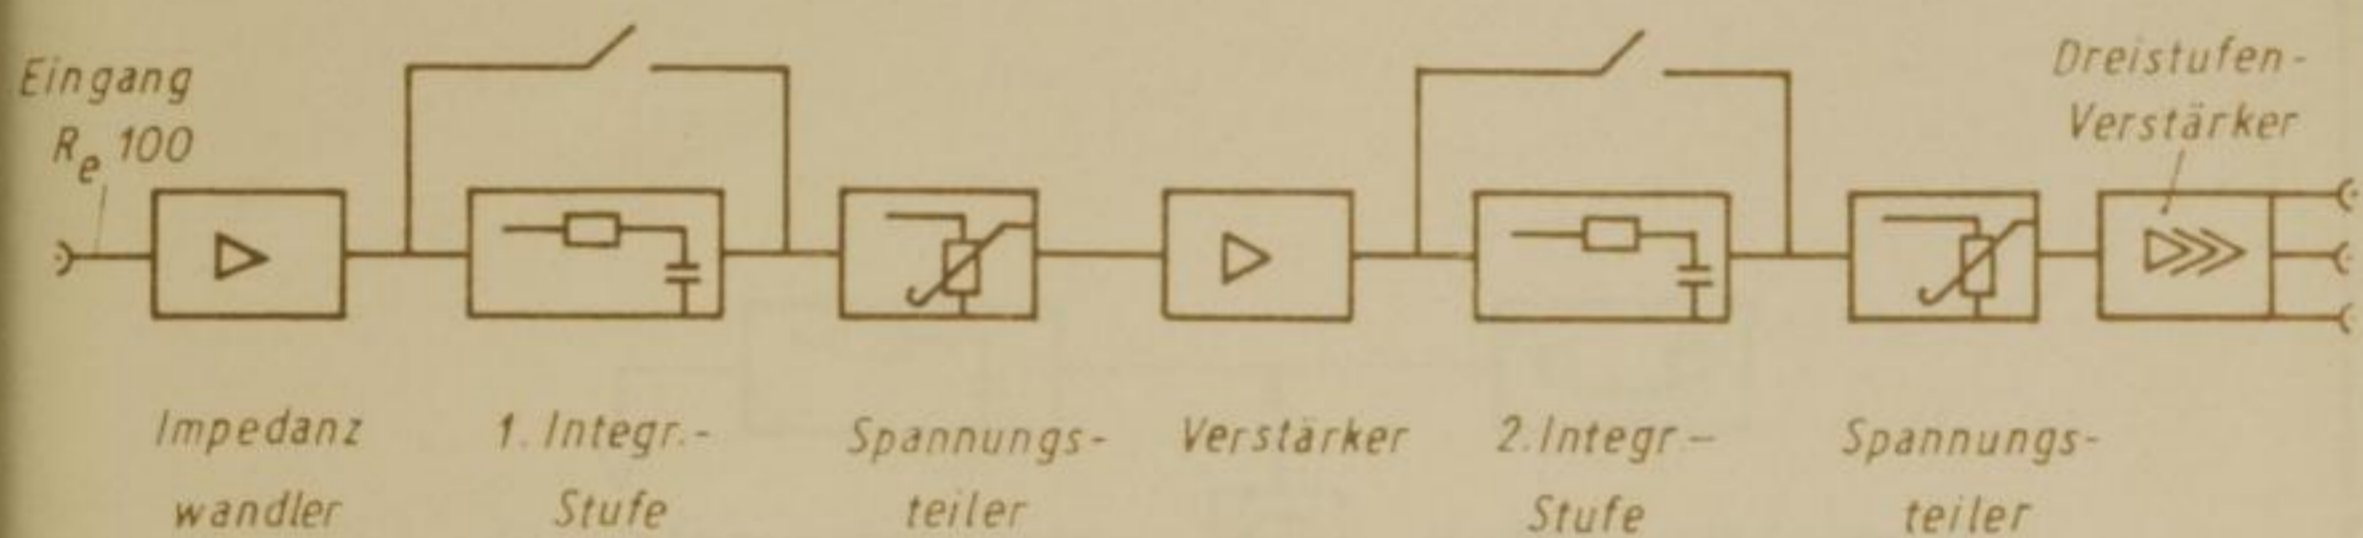 Eingang
Re 100
Dreistufen-
Verstärker
Impedanz
wandler
1. Integr.-
Stufe
Spannungs-
teiler
Verstärker
2. Integr-
Stufe
Spannungs-
teiler